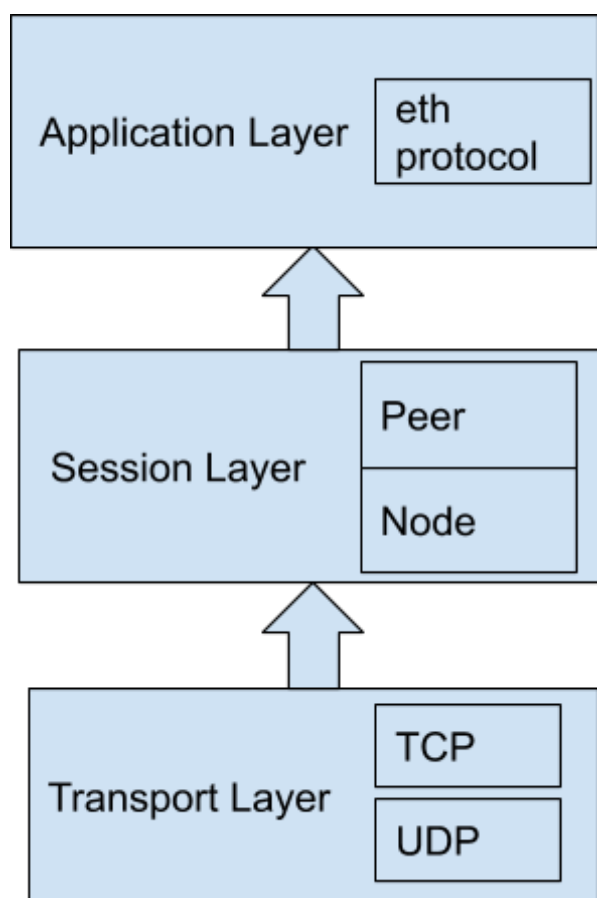 Application Layer
eth
protocol
Session Layer
Peer
Node
Transport Layer
TCP
UDP